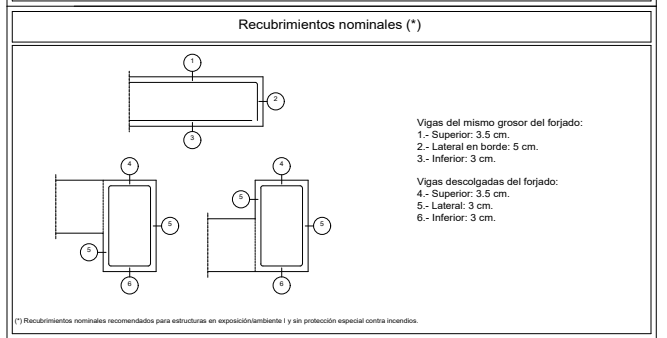 Recubrimientos nominales (*)
1
2
3
Vigas del mismo grosor del forjado:
1.- Superior: 3.5 cm.
2.- Lateral en borde: 5 cm.
3.- Inferior: 3 cm.
Vigas descolgadas del forjado:
4.- Superior: 3.5 cm.
5.- Lateral: 3 cm.
6.- Inferior: 3 cm.
4
5
5
6
4
5
5
6
(*) Recubrimientos nominales recomendados para estructuras en exposición/ambiente I y sin protección especial contra incendios.